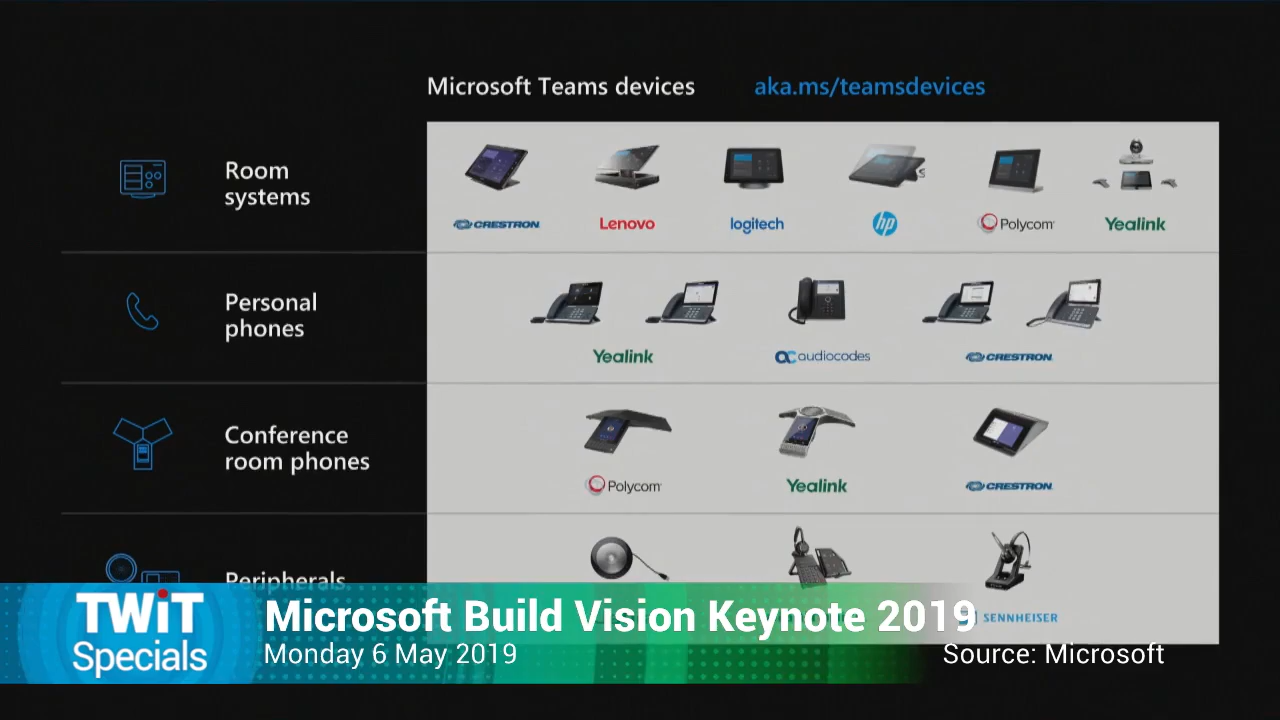 Microsoft Teams devices aka.ms/teamsdevices
Room
systems
CRESTRON Lenovo logitech hp Polycom Yealink
Personal
phones
Yealink audiocodes CRESTRON
Conference
room phones
Polycom Yealink CRESTRON
Peripherals
SENNHEISER
TWiT
Specials
Microsoft Build Vision Keynote 2019
Monday 6 May 2019
Source: Microsoft